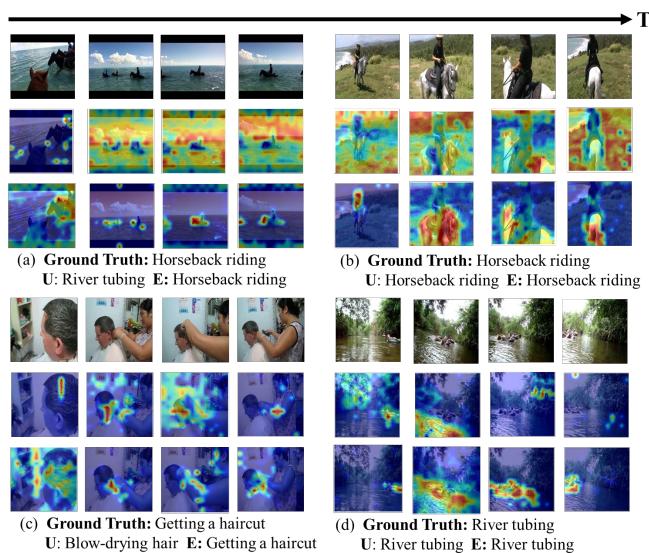 T
(a) Ground Truth: Horseback riding
U: River tubing E: Horseback riding
(b) Ground Truth: Horseback riding
U: Horseback riding E: Horseback riding
(c) Ground Truth: Getting a haircut
U: Blow-drying hair E: Getting a haircut
(d) Ground Truth: River tubing
U: River tubing E: River tubing